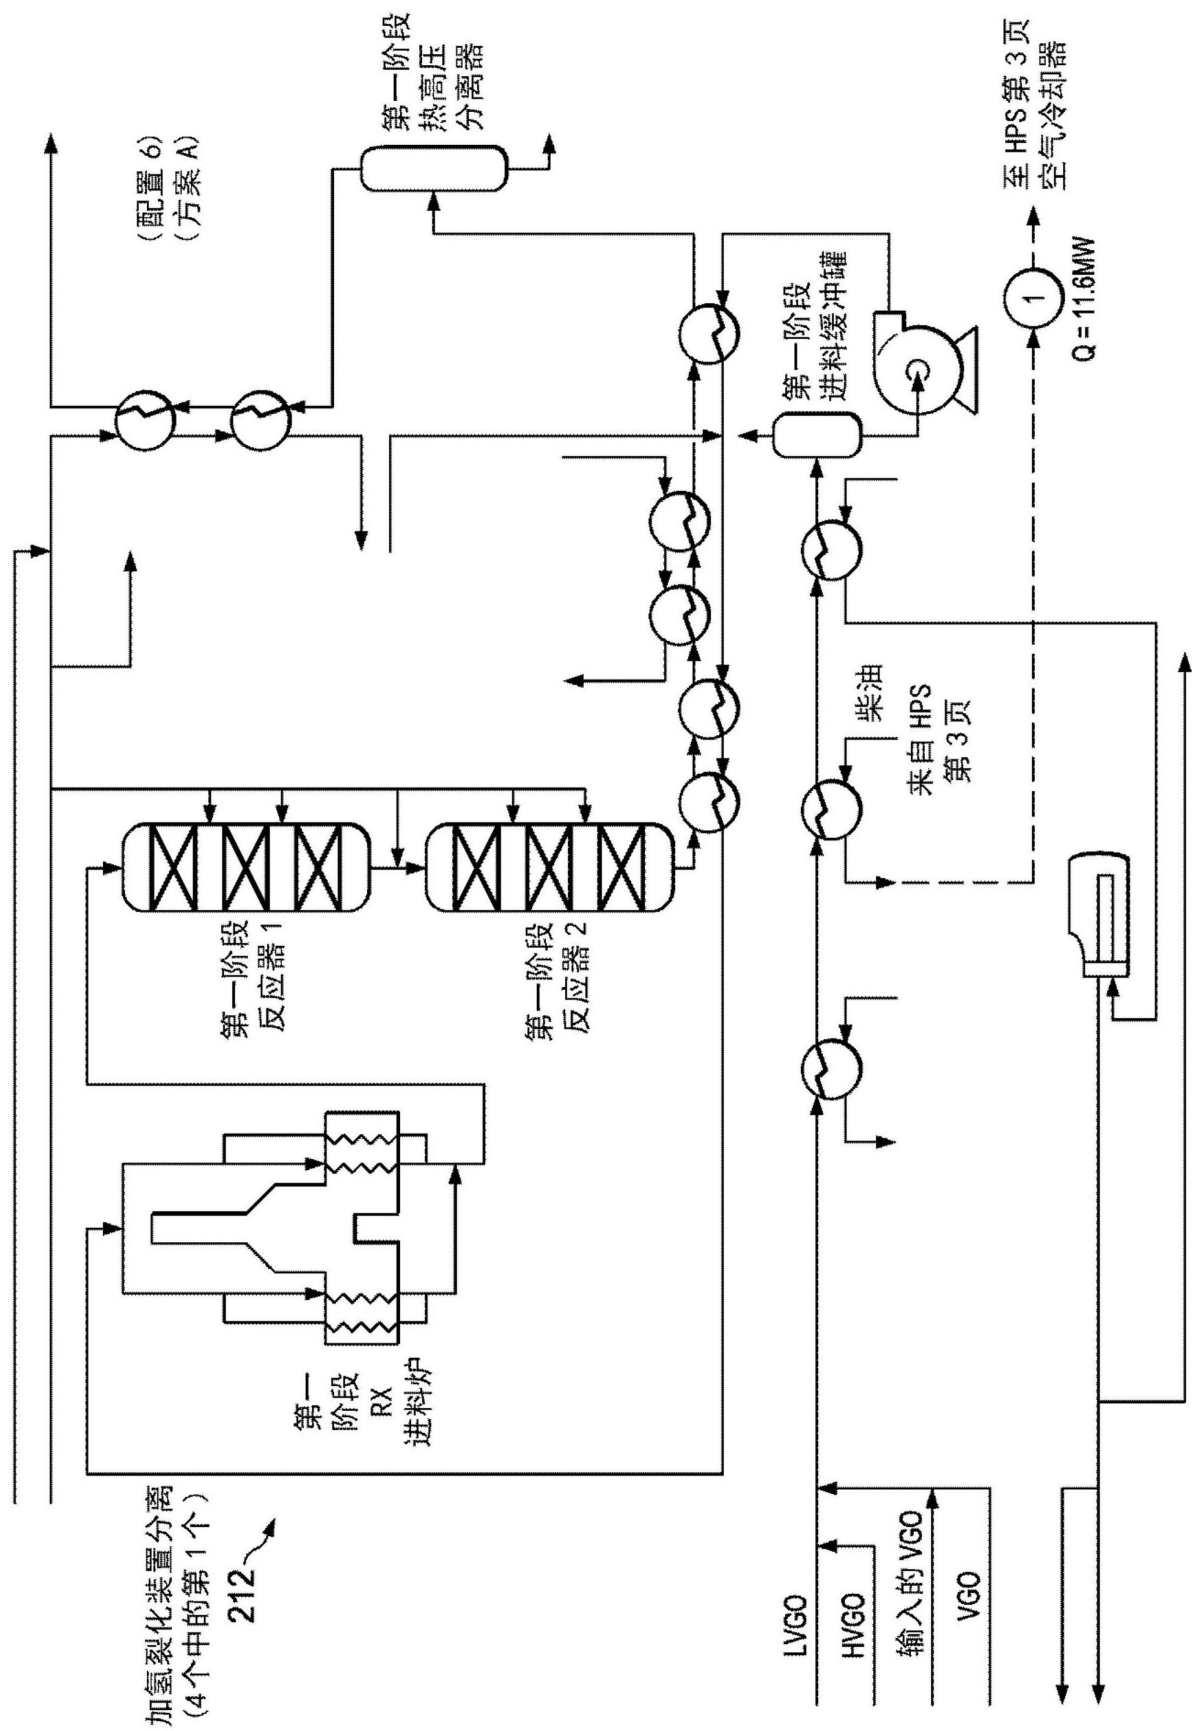 加氢裂化装置分离
(4个中的第1个)
212
(配置 6)
(方案 A)
第一阶段
热高压
分离器
第一阶段
反应器 1
第一阶段
反应器 2
第一
阶段
RX
进料炉
第一阶段
进料缓冲罐
LVGO
HVGO
输入的 VGO
VGO
柴油
来自 HPS
第 3 页
1
Q = 11.6MW
至 HPS 第 3 页
空气冷却器